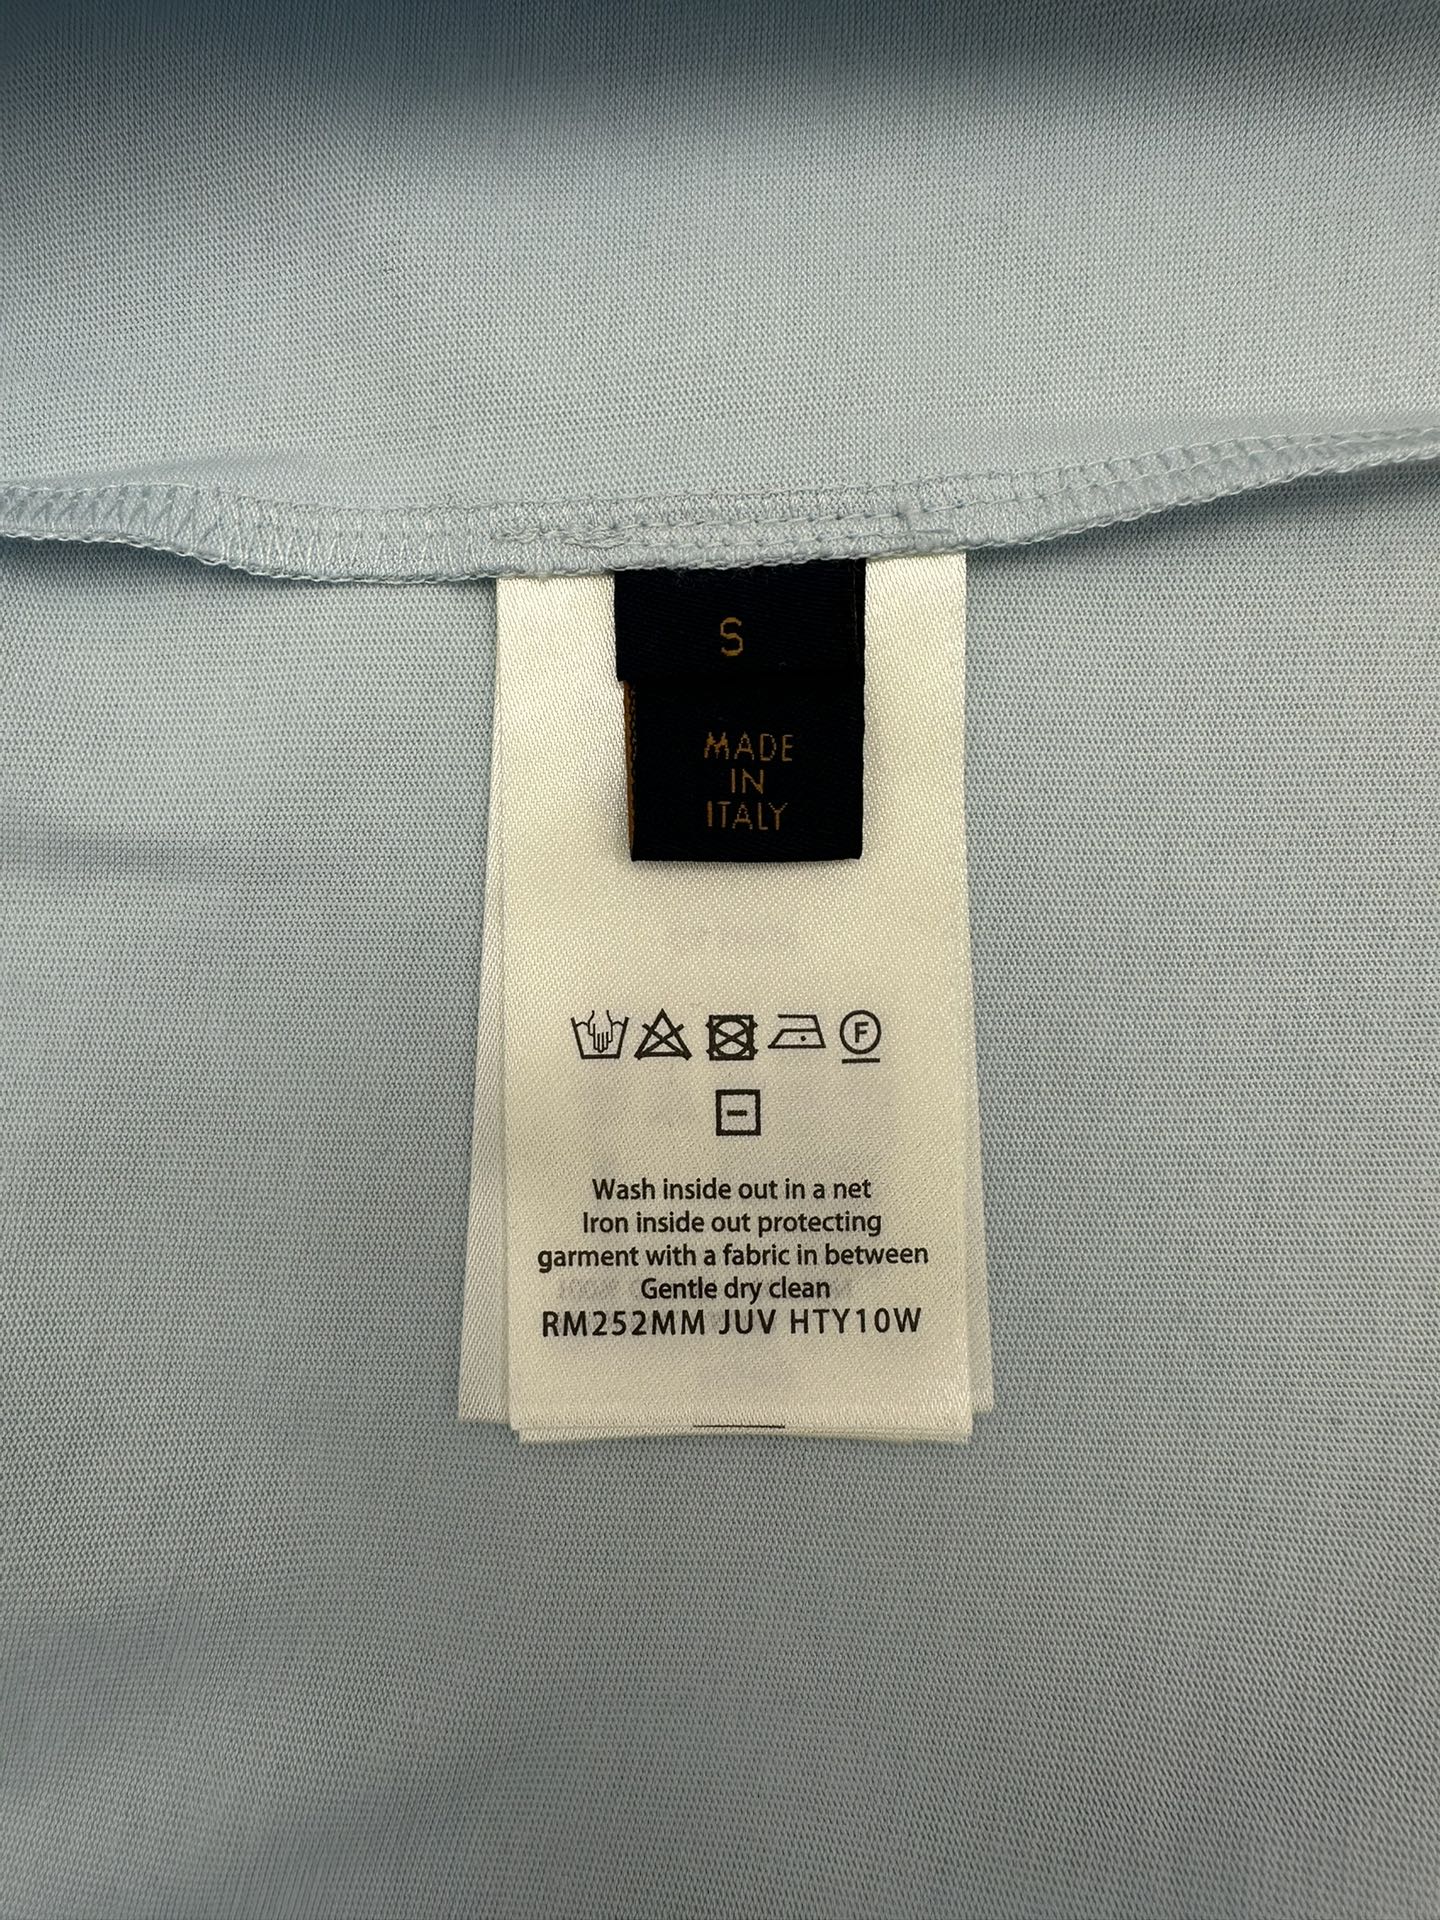 S
MADE
IN
ITALY
F
Wash inside out in a net
Iron inside out protecting
garment with a fabric in between
Gentle dry clean
RM252MM JUV HTY10W